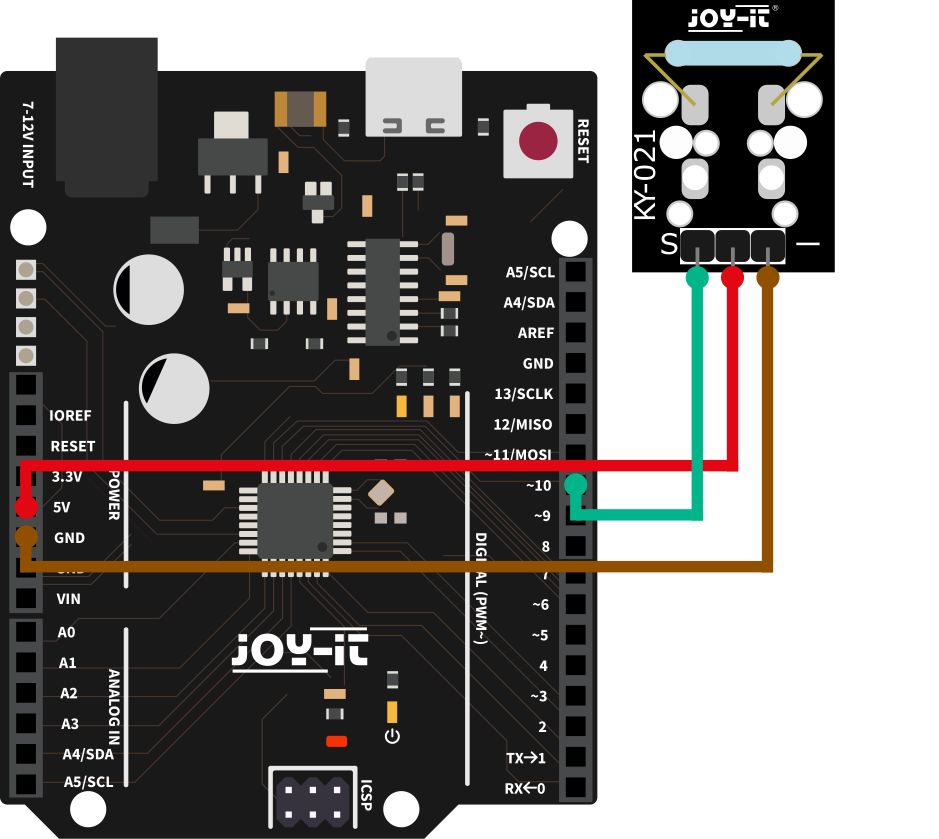 JOY-iT®
KY-021
S
7-12V INPUT
RESET
A5/SCL
A4/SDA
AREF
GND
13/SCLK
12/MISO
~11/MOSI
~10
~9
8
7
~6
~5
4
~3
2
TX→1
RX←0
DIGITAL (PWM~)
IOREF
RESET
3.3V
5V
GND
GND
VIN
POWER
A0
A1
A2
A3
A4/SDA
A5/SCL
ANALOG IN
JOY-iT
ICSP